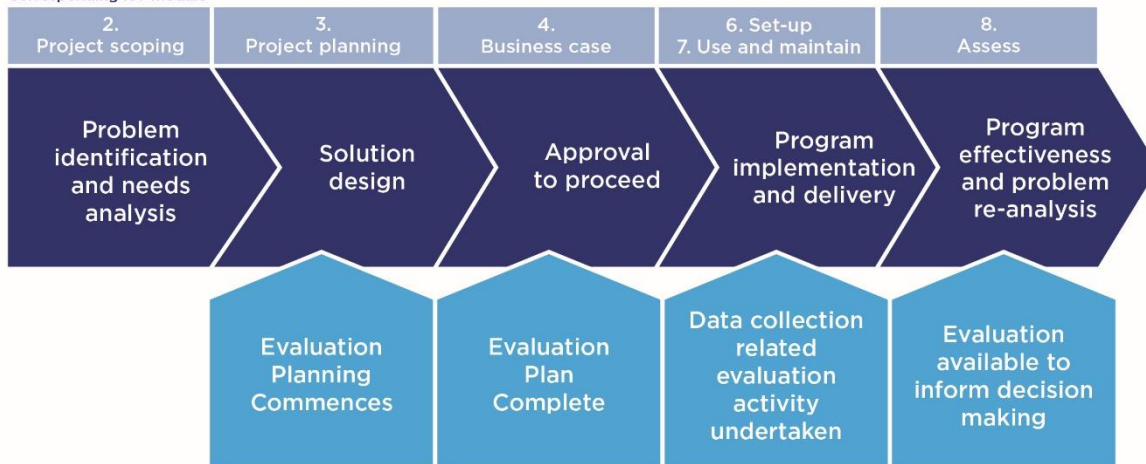 2.
Project scoping
3.
Project planning
4.
Business case
6. Set-up
7. Use and maintain
8.
Assess
Problem
identification
and needs
analysis
Solution
design
Approval
to proceed
Program
implementation
and delivery
Program
effectiveness
and problem
re-analysis
Evaluation
Planning
Commences
Evaluation
Plan
Complete
Data collection
related
evaluation
activity
undertaken
Evaluation
available to
inform decision
making